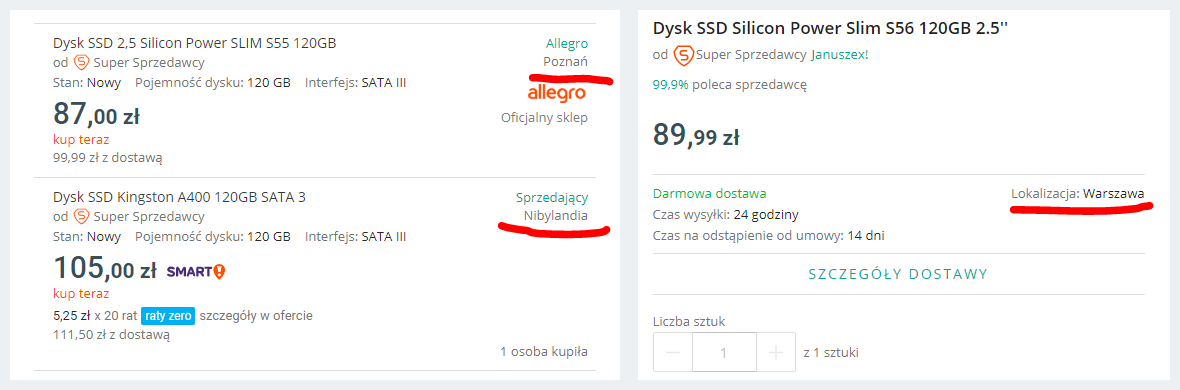 Dysk SSD 2,5 Silicon Power SLIM S55 120GB
Allegro
od S Super Sprzedawcy
Poznań
Stan: Nowy Pojemność dysku: 120 GB Interfejs: SATA III
87,00 zł
allegro
kup teraz
Oficjalny sklep
99,99 zł z dostawą
Dysk SSD Kingston A400 120GB SATA 3
Sprzedający
od S Super Sprzedawcy
Nibylandia
Stan: Nowy Pojemność dysku: 120 GB Interfejs: SATA III
105,00 zł SMART!
kup teraz
5,25 zł x 20 rat raty zero szczegóły w ofercie
111,50 zł z dostawą
1 osoba kupiła
Dysk SSD Silicon Power Slim S56 120GB 2.5''
od S Super Sprzedawcy Januszex!
99,9% poleca sprzedawcę
89,99 zł
Darmowa dostawa
Lokalizacja: Warszawa
Czas wysyłki: 24 godziny
Czas na odstąpienie od umowy: 14 dni
SZCZEGÓŁY DOSTAWY
Liczba sztuk
− 1 + z 1 sztuki